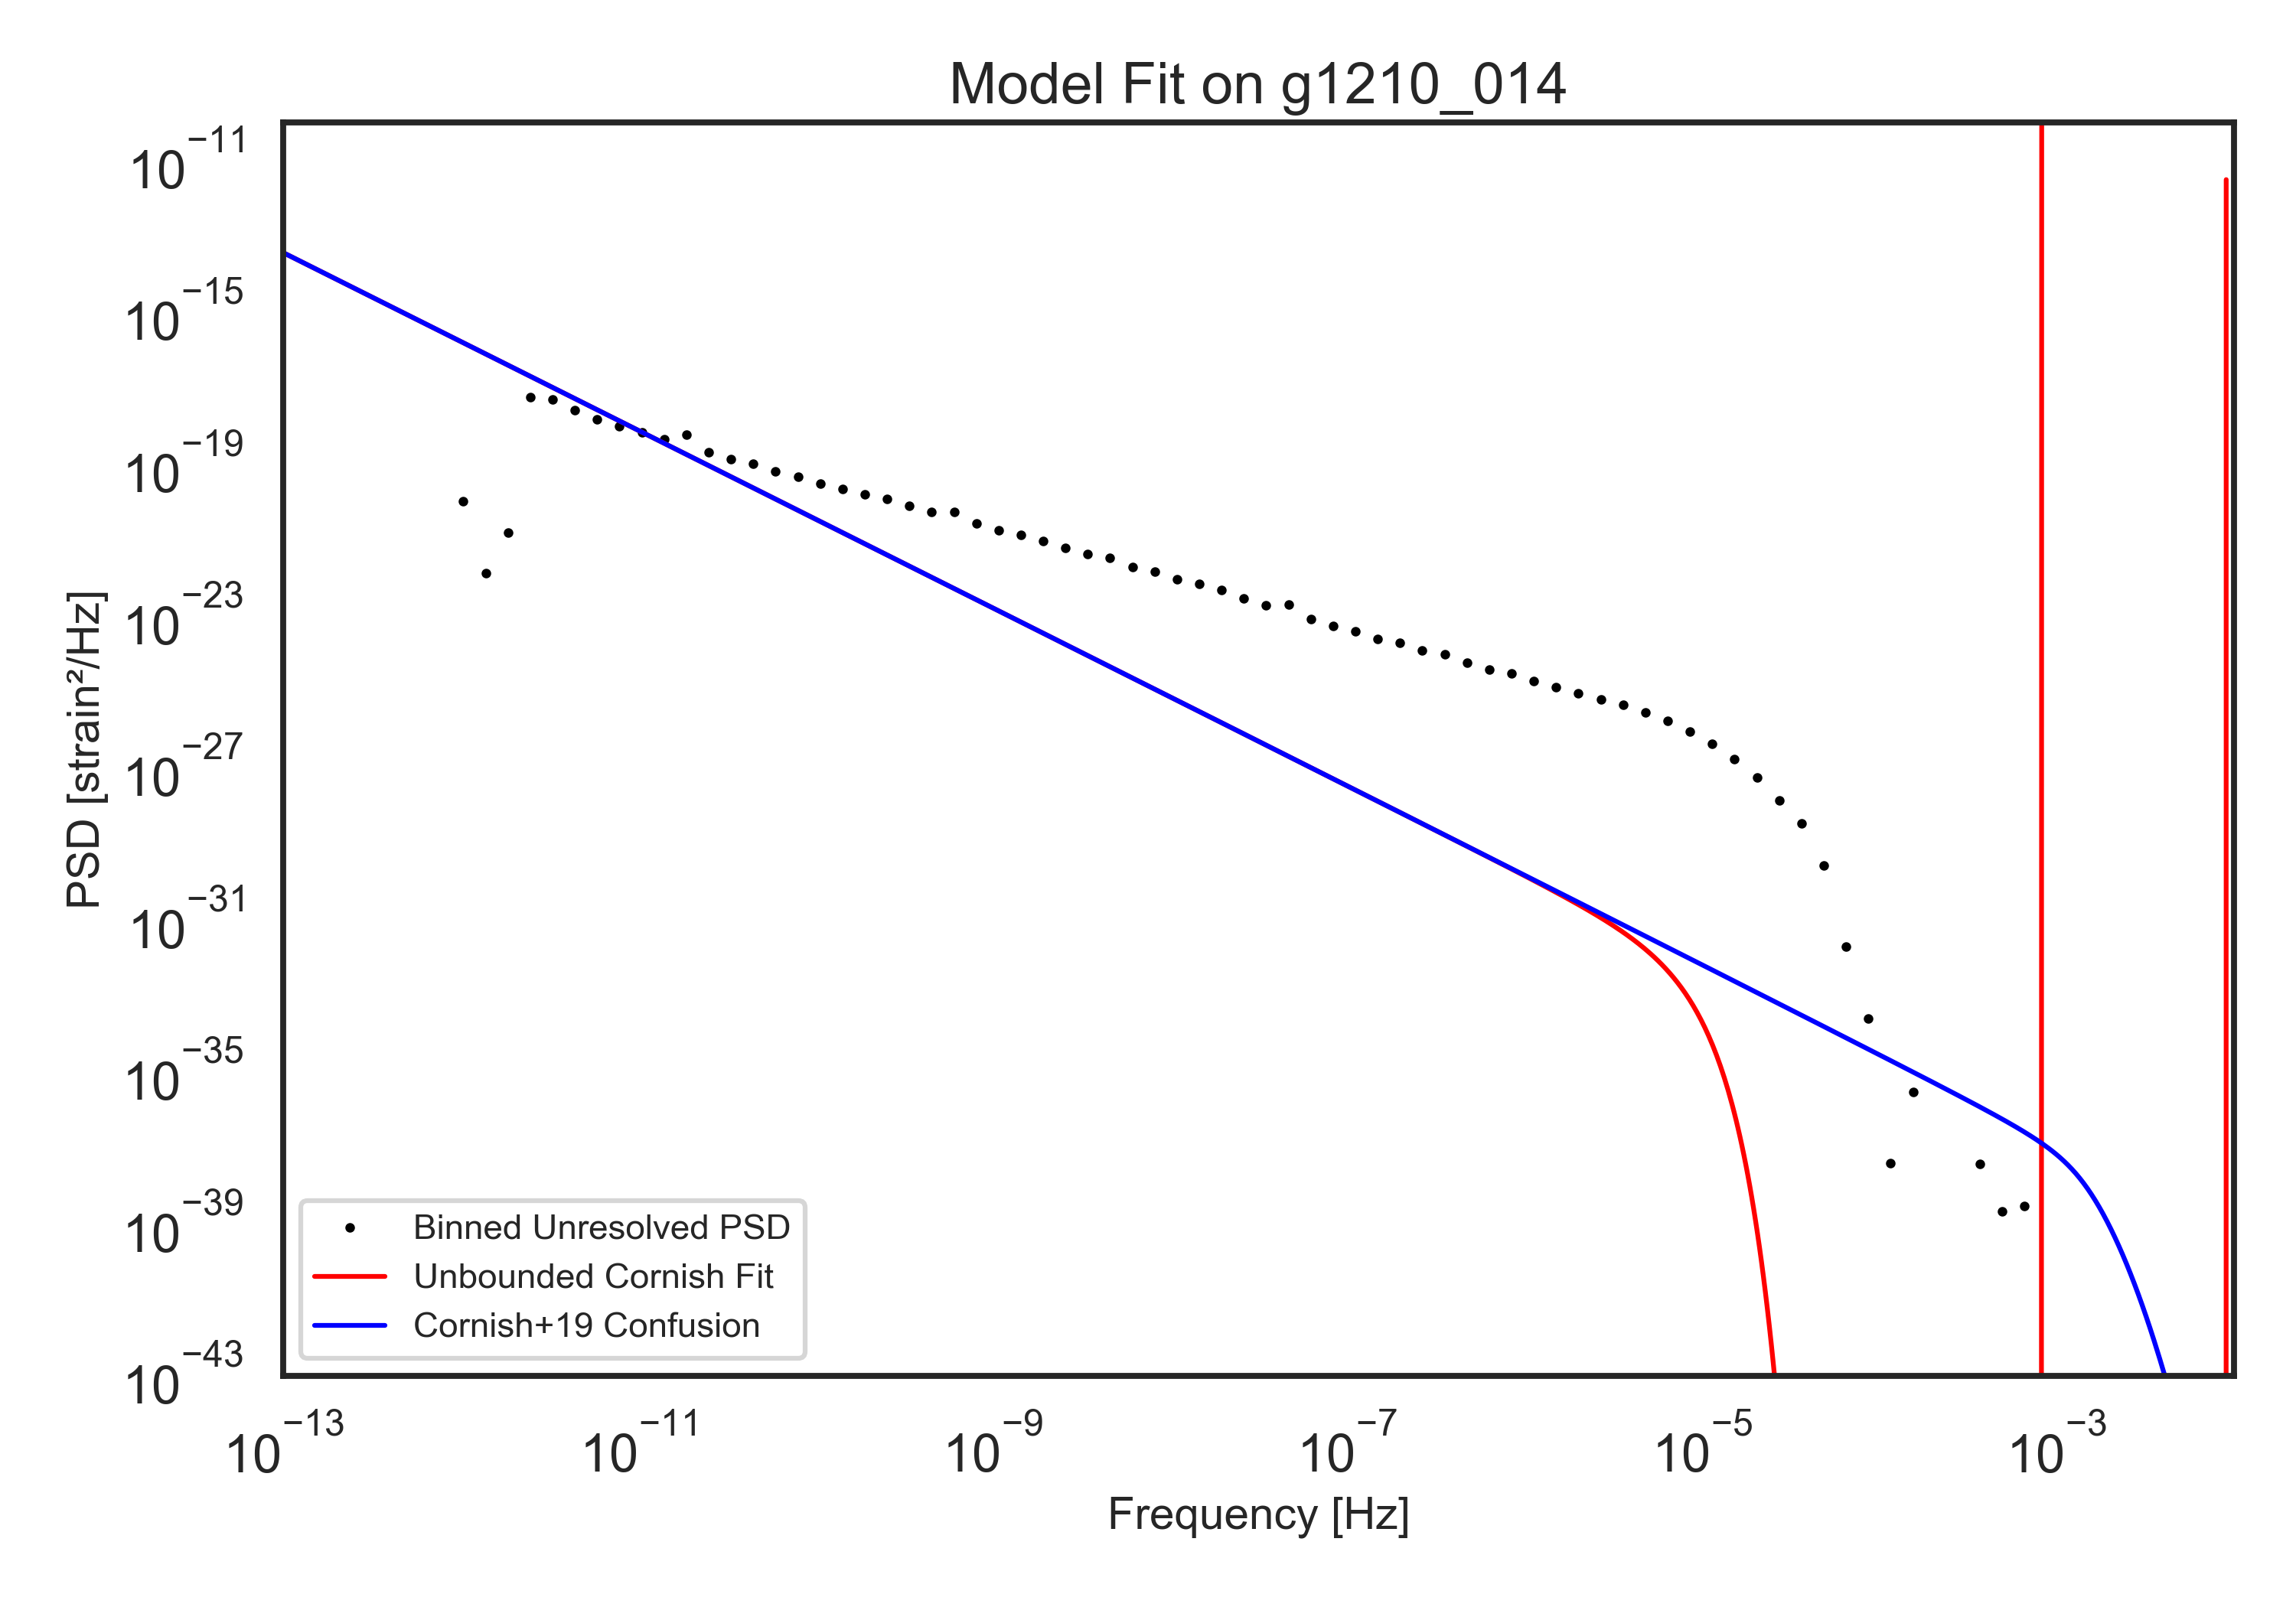 Model Fit on g1210_014
10⁻¹¹
10⁻¹⁵
10⁻¹⁹
10⁻²³
10⁻²⁷
10⁻³¹
10⁻³⁵
10⁻³⁹
10⁻⁴³
PSD [strain²/Hz]
Binned Unresolved PSD
Unbounded Cornish Fit
Cornish+19 Confusion
10⁻¹³ 10⁻¹¹ 10⁻⁹ 10⁻⁷ 10⁻⁵ 10⁻³
Frequency [Hz]